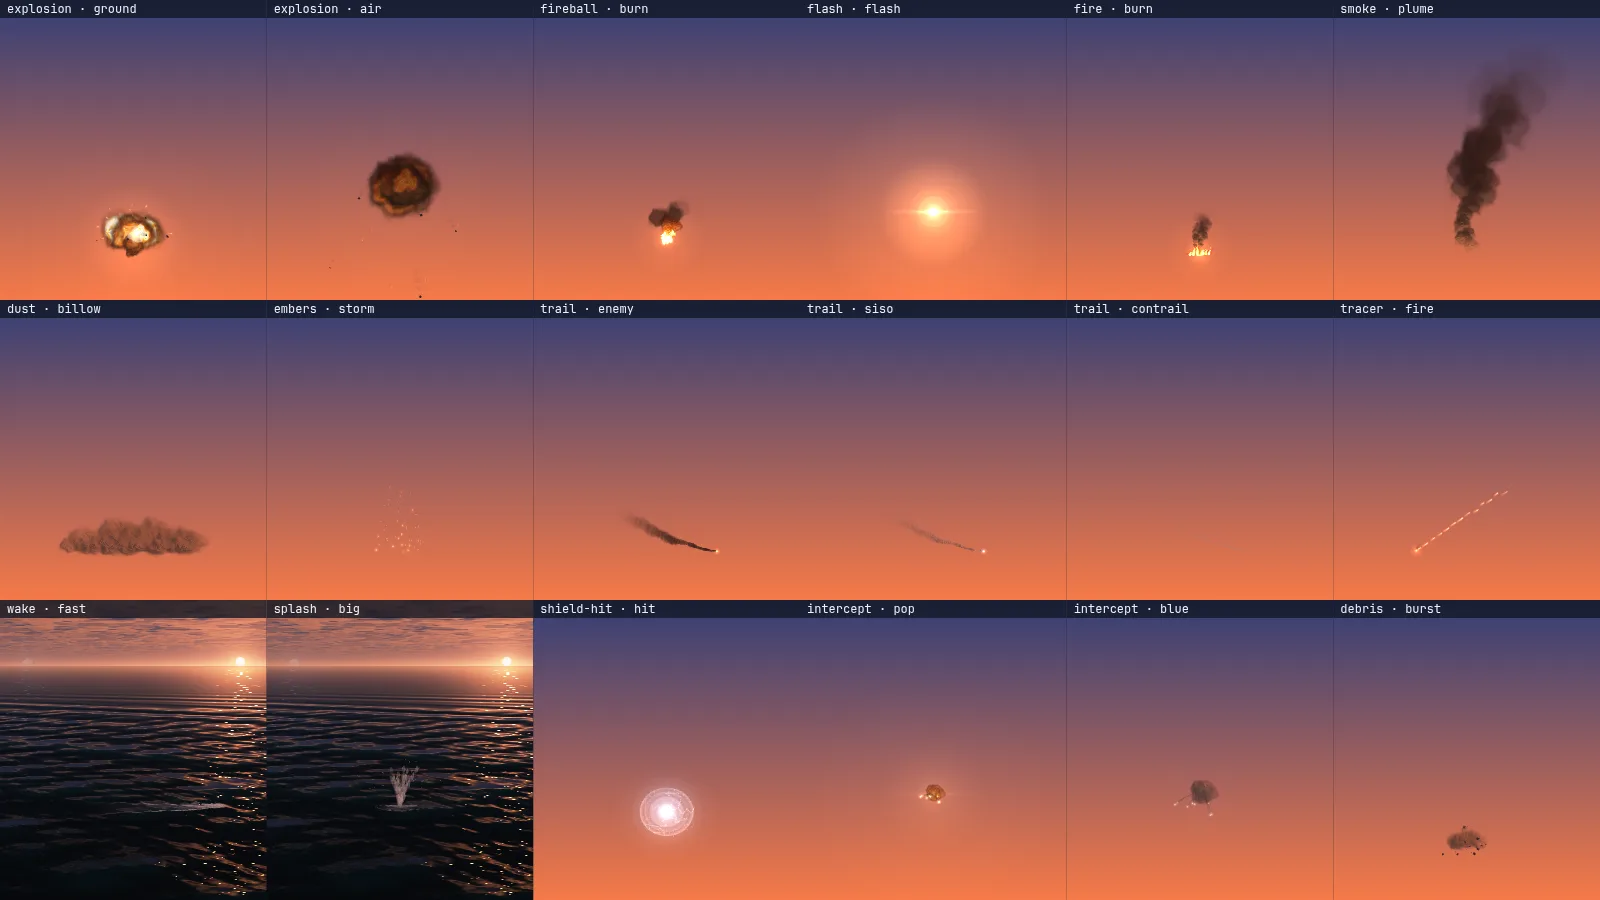 explosion · ground
explosion · air
fireball · burn
flash · flash
fire · burn
smoke · plume
dust · billow
embers · storm
trail · enemy
trail · siso
trail · contrail
tracer · fire
wake · fast
splash · big
shield-hit · hit
intercept · pop
intercept · blue
debris · burst